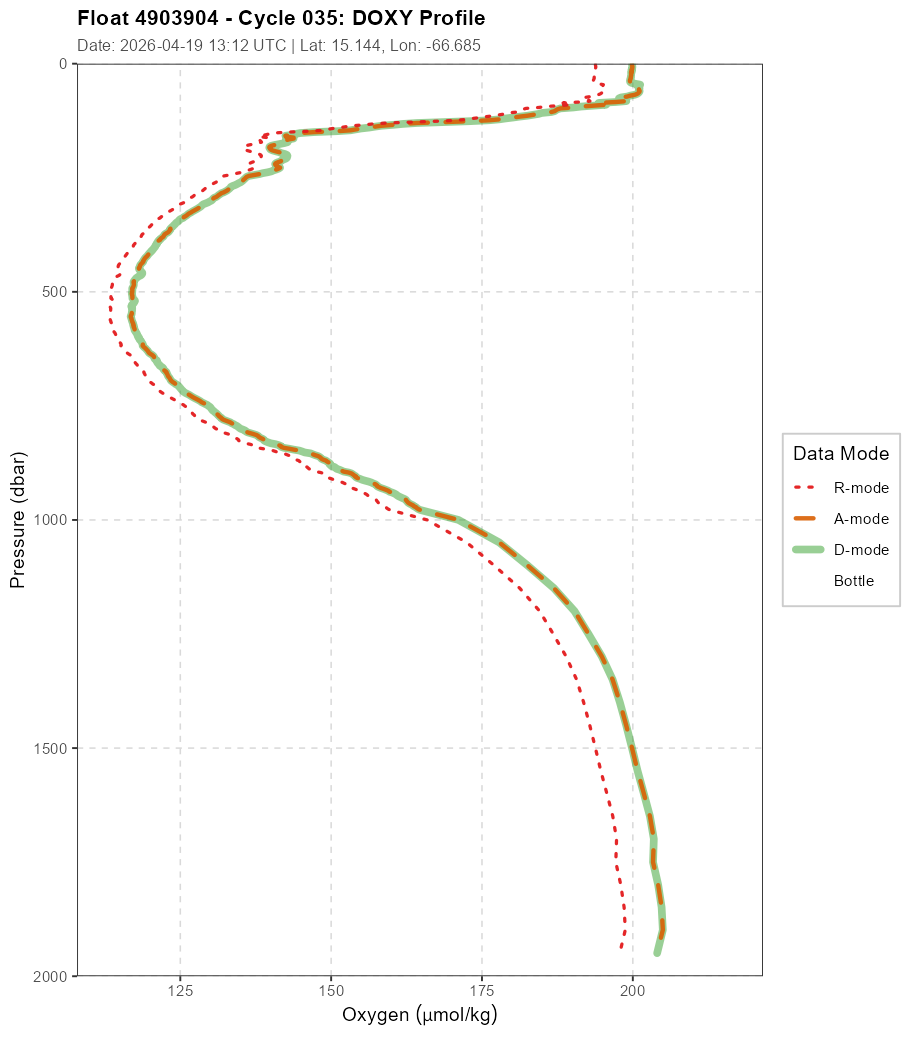 Float 4903904 - Cycle 035: DOXY Profile
Date: 2026-04-19 13:12 UTC | Lat: 15.144, Lon: -66.685
0
500
1000
1500
2000
Pressure (dbar)
125
150
175
200
Oxygen (μmol/kg)
Data Mode
R-mode
A-mode
D-mode
Bottle